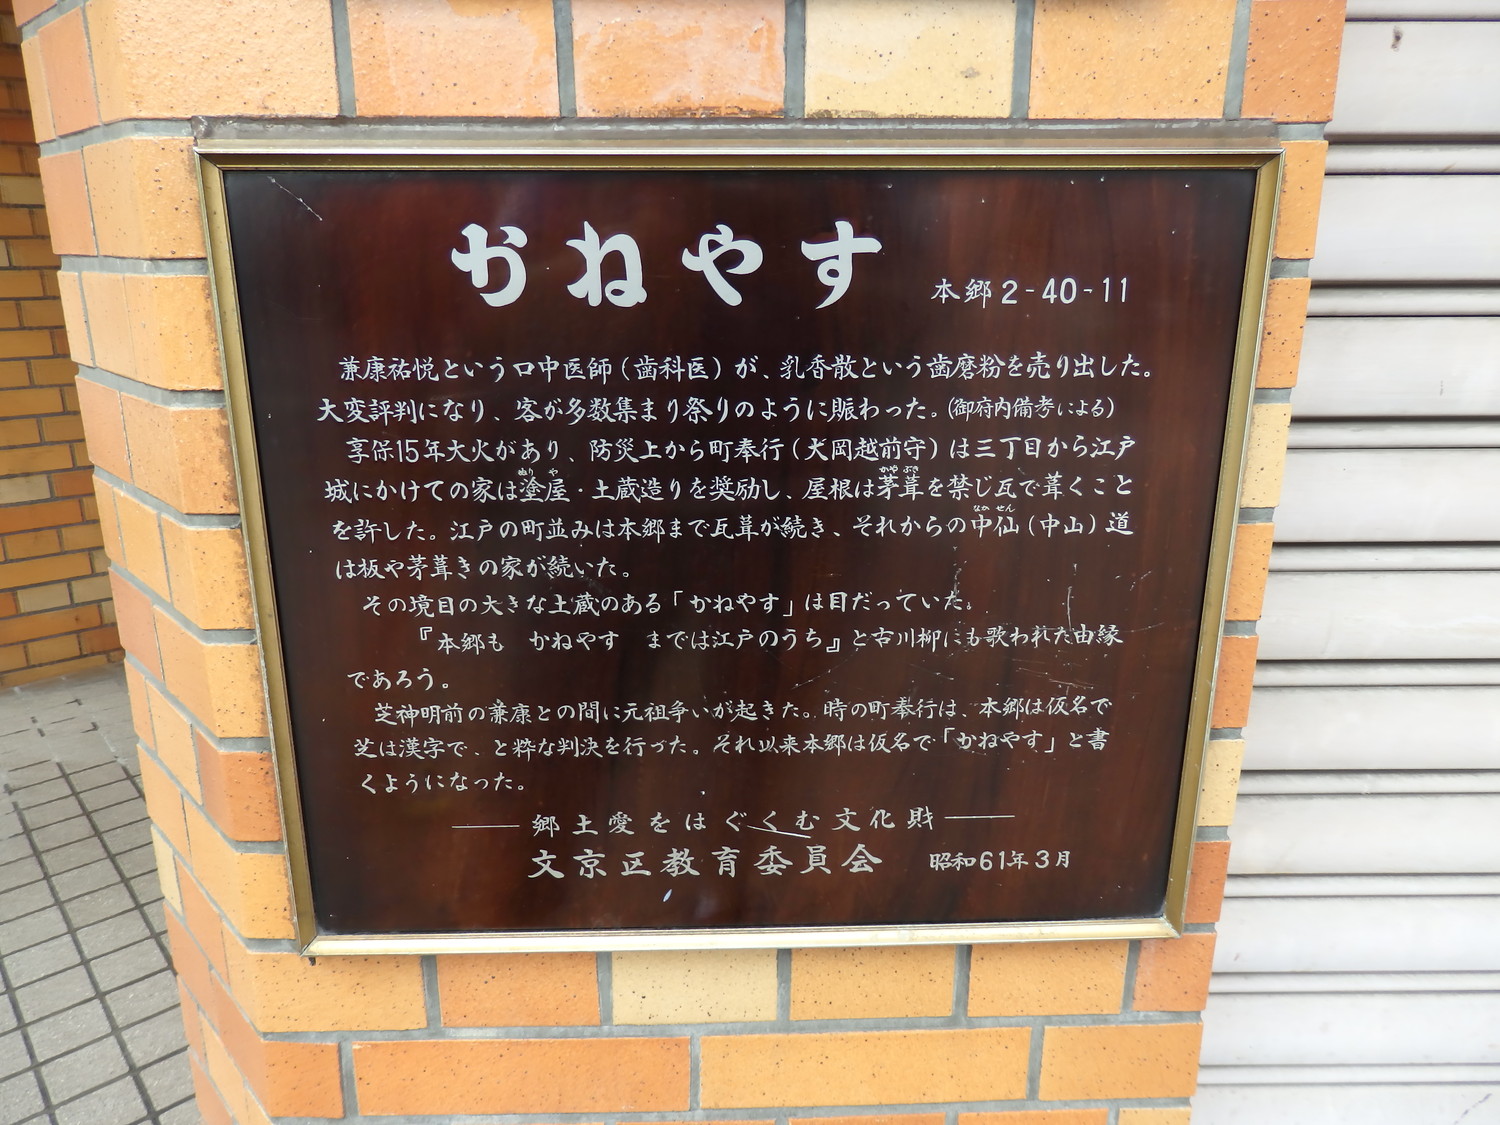 かねやす 本郷2-40-11
兼康祐悦という口中医師(歯科医)が、乳香散という歯磨粉を売り出した。
大変評判になり、客が多数集まり祭りのように賑わった。(御府内備考による)
享保15年大火があり、防災上から町奉行(大岡越前守)は三丁目から江戸
城にかけての家は塗屋・土蔵造りを奨励し、屋根は茅葺を禁じ瓦で葺くこと
を許した。江戸の町並みは本郷まで瓦葺が続き、それからの中仙(中山)道
は板や茅葺きの家が続いた。
その境目の大きな土蔵のある「かねやす」は目だっていた。
『本郷も かねやす までは江戸のうち』と古川柳にも歌われた由縁
であろう。
芝神明前の兼康との間に元祖争いが起きた。時の町奉行は、本郷は仮名で
芝は漢字で、と粋な判決を行った。それ以来本郷は仮名で「かねやす」と書
くようになった。
郷土愛をはぐくむ文化財
文京区教育委員会 昭和61年3月